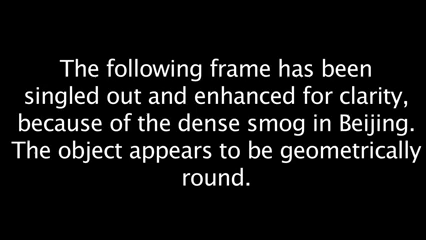 The following frame has been
singled out and enhanced for clarity,
because of the dense smog in Beijing.
The object appears to be geometrically
round.